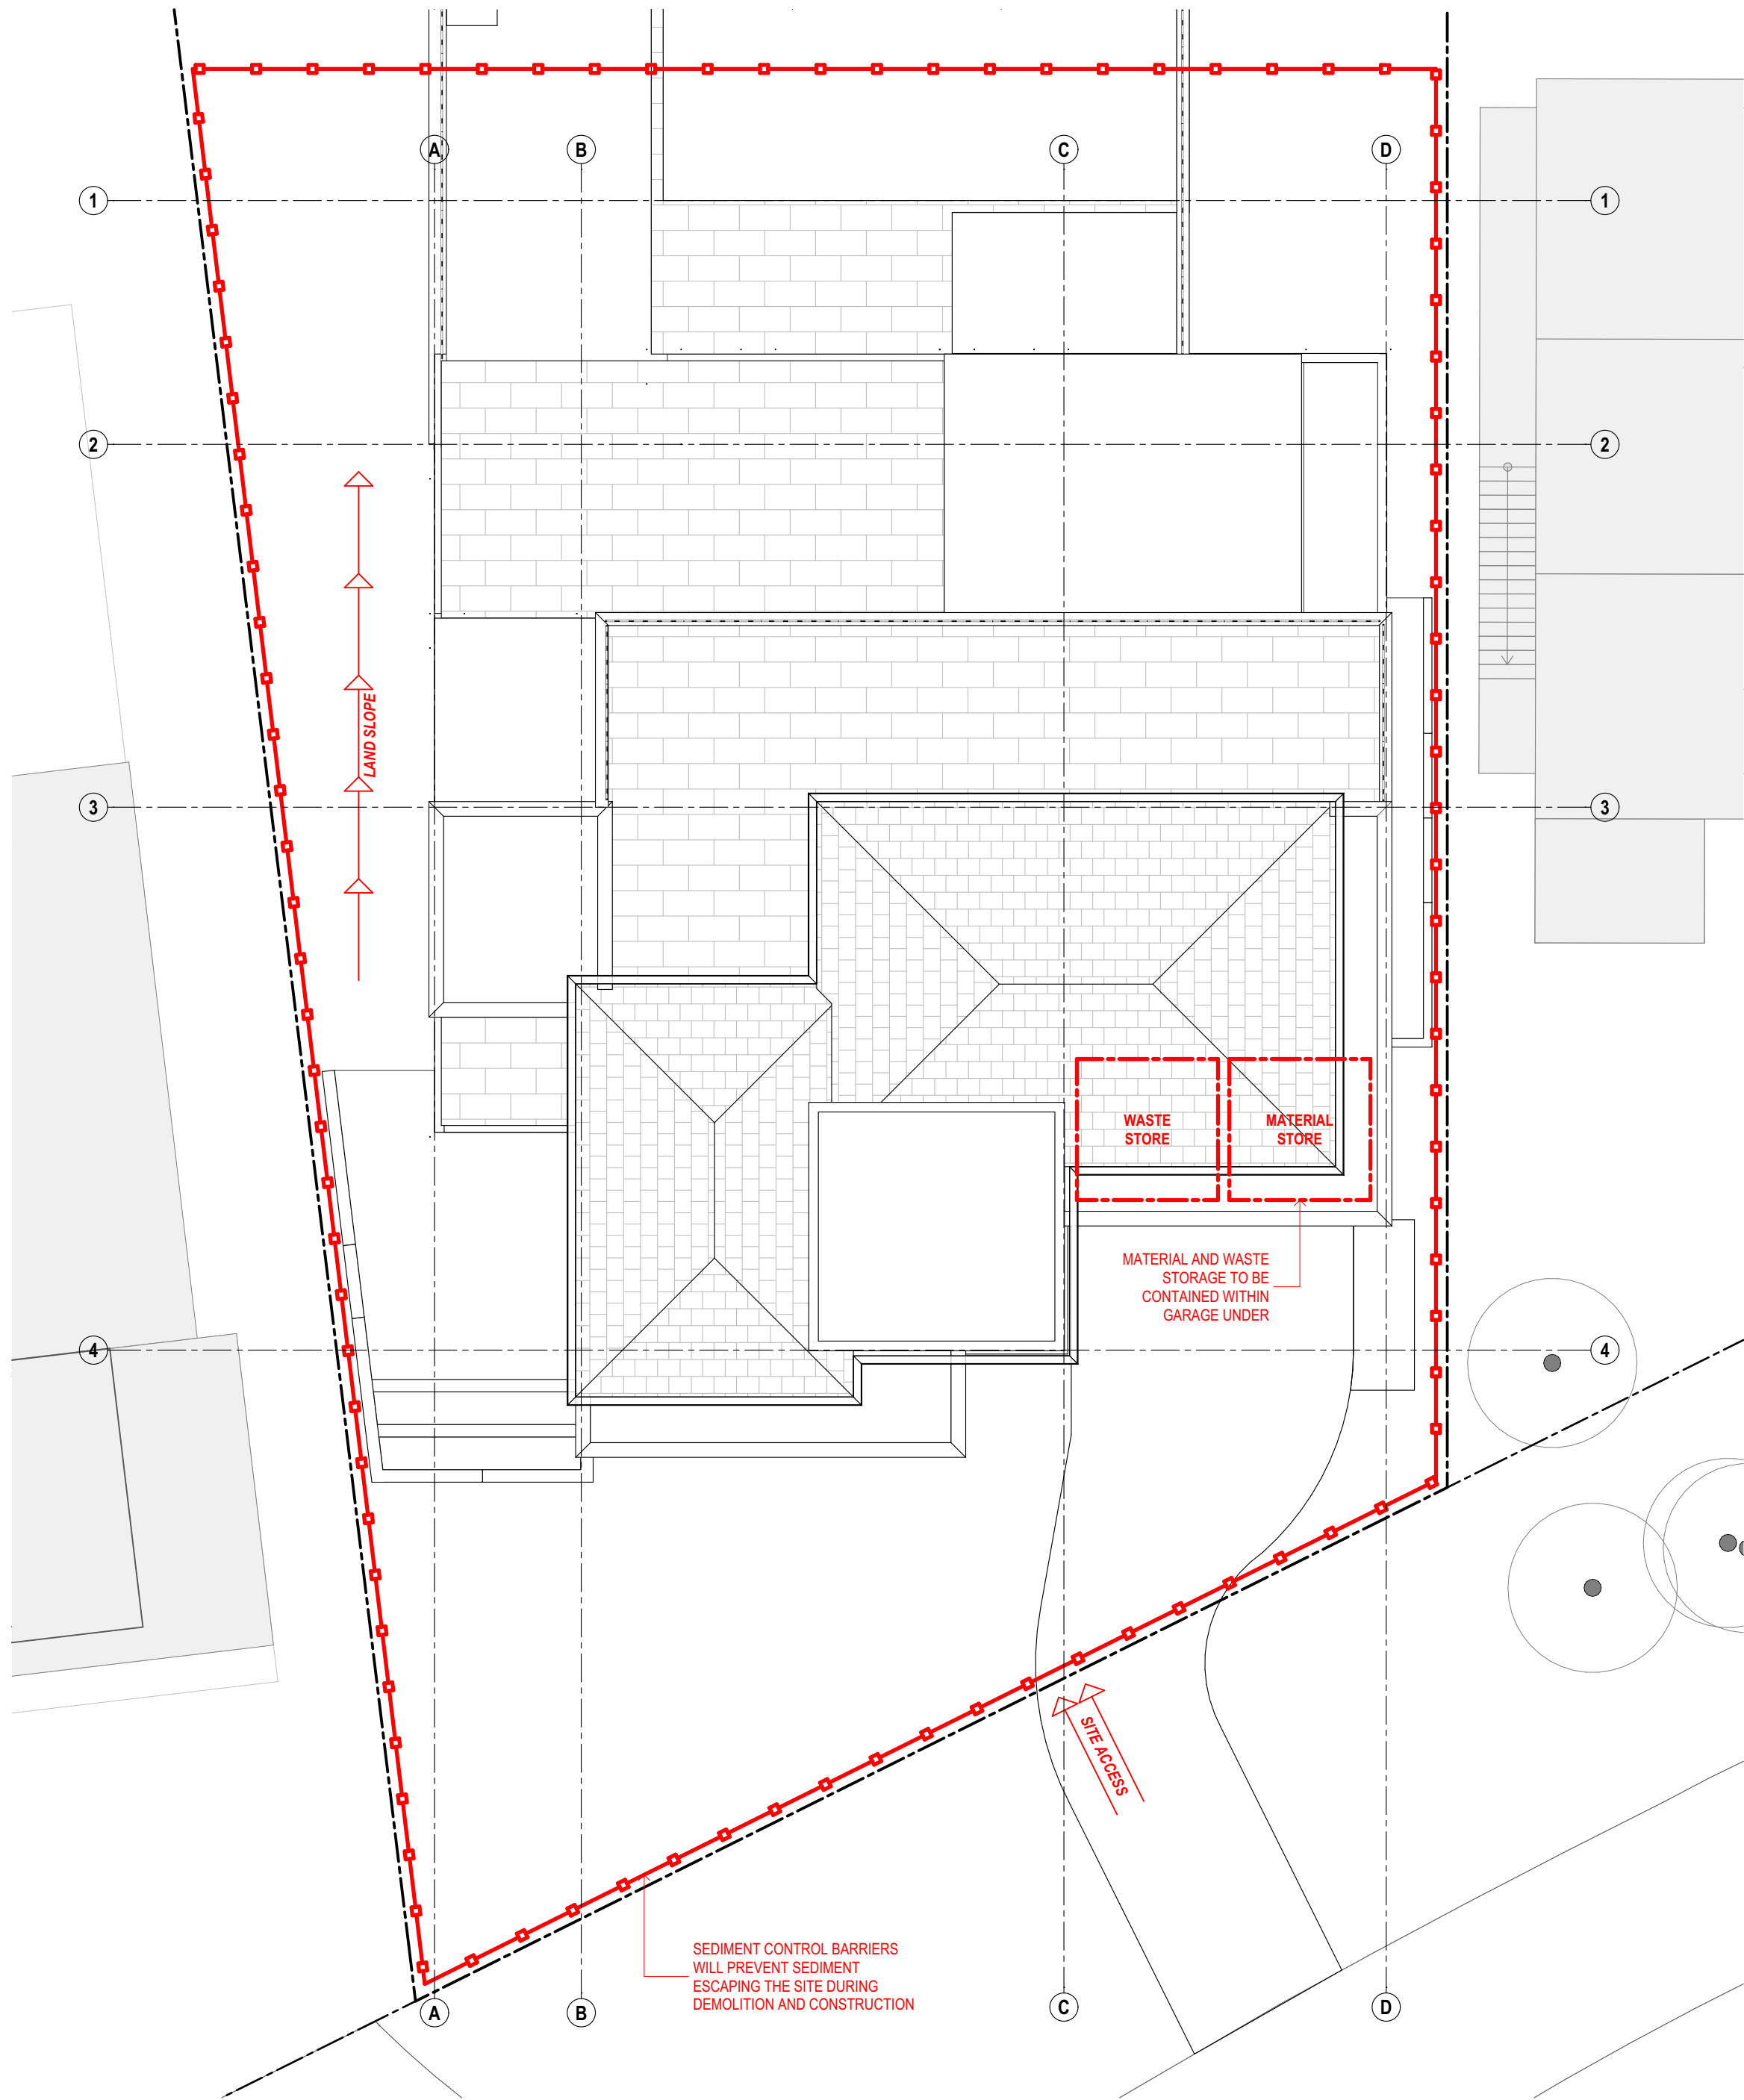 A
B
C
D
1
1
2
2
LAND SLOPE
3
3
WASTE
STORE
MATERIAL
STORE
MATERIAL AND WASTE
STORAGE TO BE
CONTAINED WITHIN
GARAGE UNDER
4
4
SITE ACCESS
SEDIMENT CONTROL BARRIERS
WILL PREVENT SEDIMENT
ESCAPING THE SITE DURING
DEMOLITION AND CONSTRUCTION
A
B
C
D